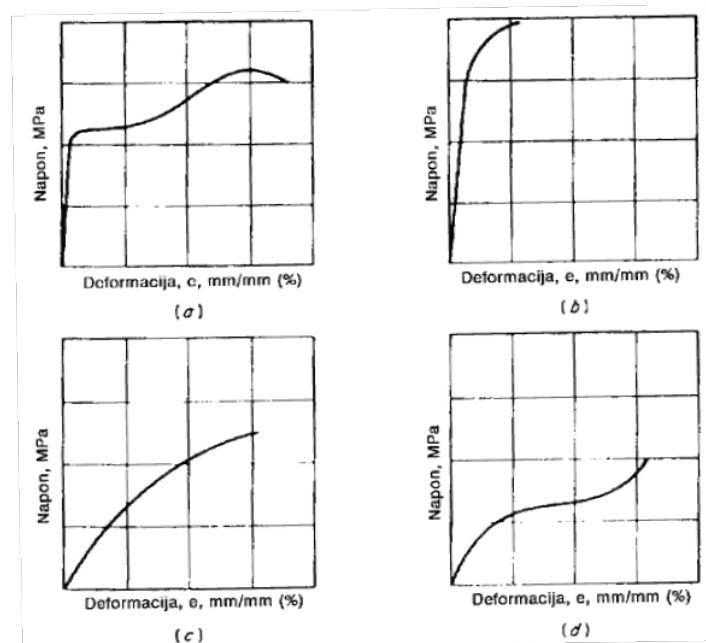 Napon, MPa
Deformacija, e, mm/mm (%)
(a)
Napon, MPa
Deformacija, e, mm/mm (%)
(b)
Napon, MPa
Deformacija, e, mm/mm (%)
(c)
Napon, MPa
Deformacija, e, mm/mm (%)
(d)